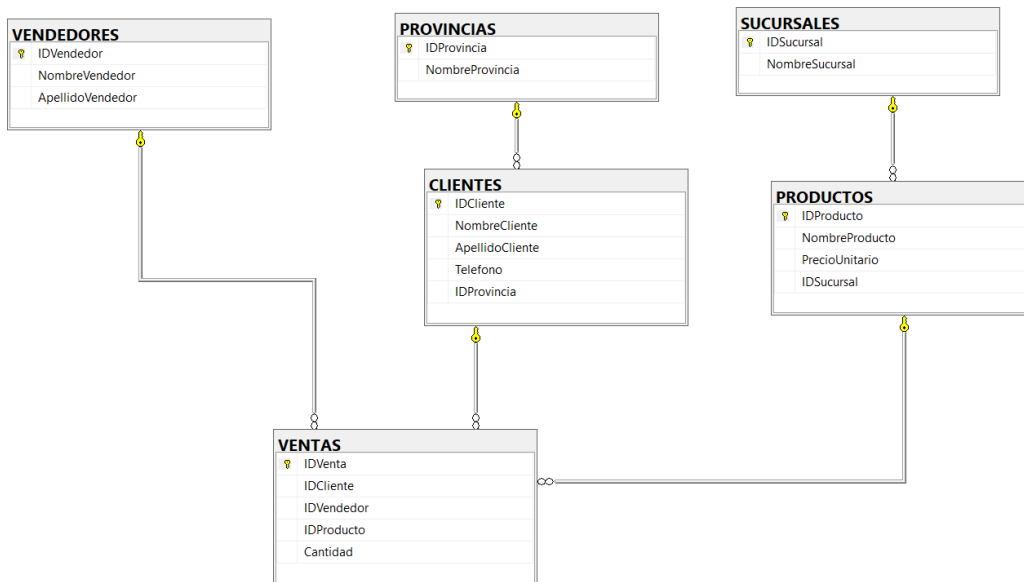 VENDEDORES
IDVendedor
NombreVendedor
ApellidoVendedor
PROVINCIAS
IDProvincia
NombreProvincia
SUCURSALES
IDSucursal
NombreSucursal
CLIENTES
IDCliente
NombreCliente
ApellidoCliente
Telefono
IDProvincia
PRODUCTOS
IDProducto
NombreProducto
PrecioUnitario
IDSucursal
VENTAS
IDVenta
IDCliente
IDVendedor
IDProducto
Cantidad